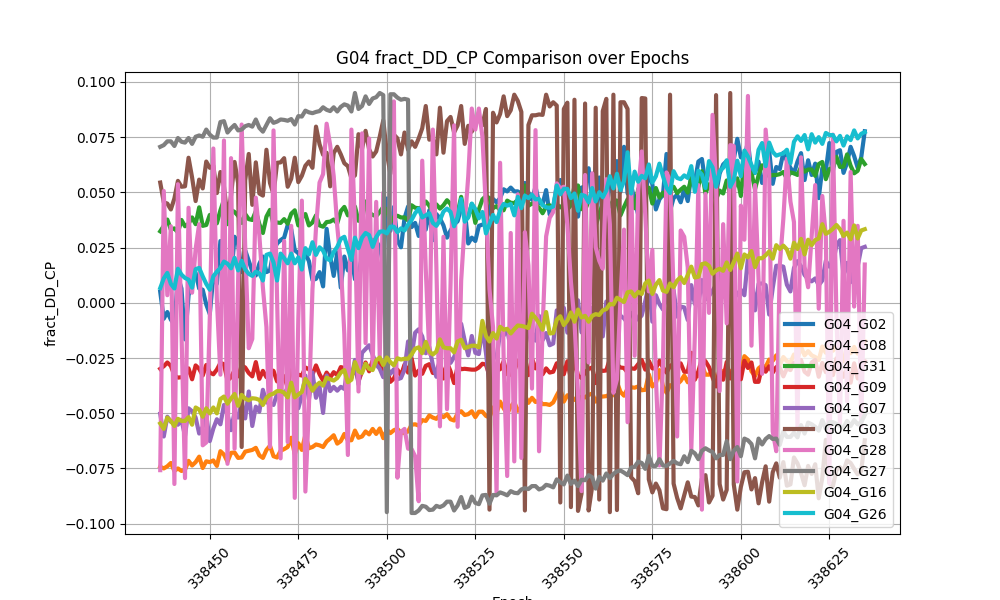 G04 fract_DD_CP Comparison over Epochs
0.100
0.075
0.050
0.025
0.000
−0.025
−0.050
−0.075
−0.100
fract_DD_CP
338450
338475
338500
338525
338550
338575
338600
338625
Epoch
G04_G02
G04_G08
G04_G31
G04_G09
G04_G07
G04_G03
G04_G28
G04_G27
G04_G16
G04_G26